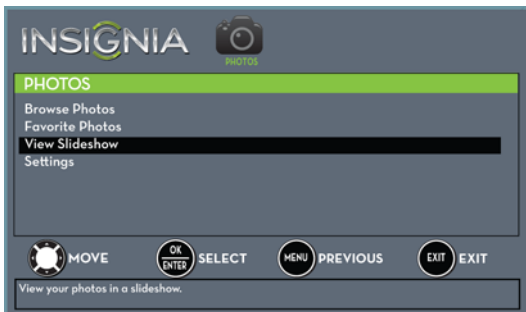 INSIGNIA
PHOTOS
PHOTOS
Browse Photos
Favorite Photos
View Slideshow
Settings
MOVE OK ENTER SELECT MENU PREVIOUS EXIT EXIT
View your photos in a slideshow.